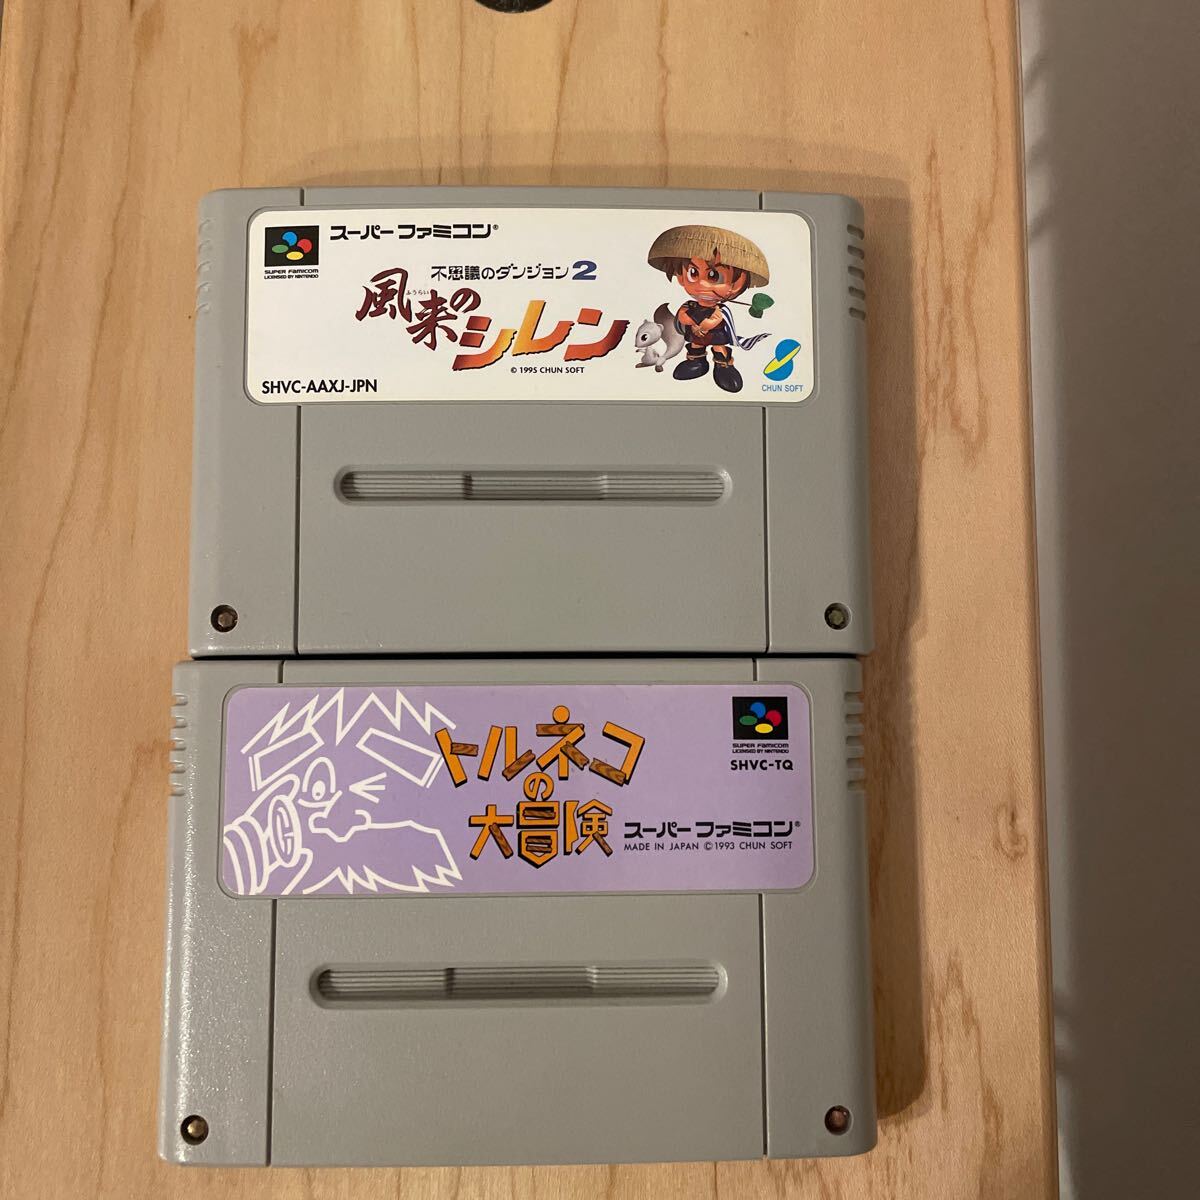 スーパーファミコン®
SUPER FAMICOM
LICENSED BY NINTENDO
不思議のダンジョン2
ふうらい
風来のシレン
© 1995 CHUN SOFT
SHVC-AAXJ-JPN
CHUN SOFT
トルネコ
の
大冒険
SUPER FAMICOM
LICENSED BY NINTENDO
SHVC-TQ
スーパーファミコン®
MADE IN JAPAN ©1993 CHUN SOFT